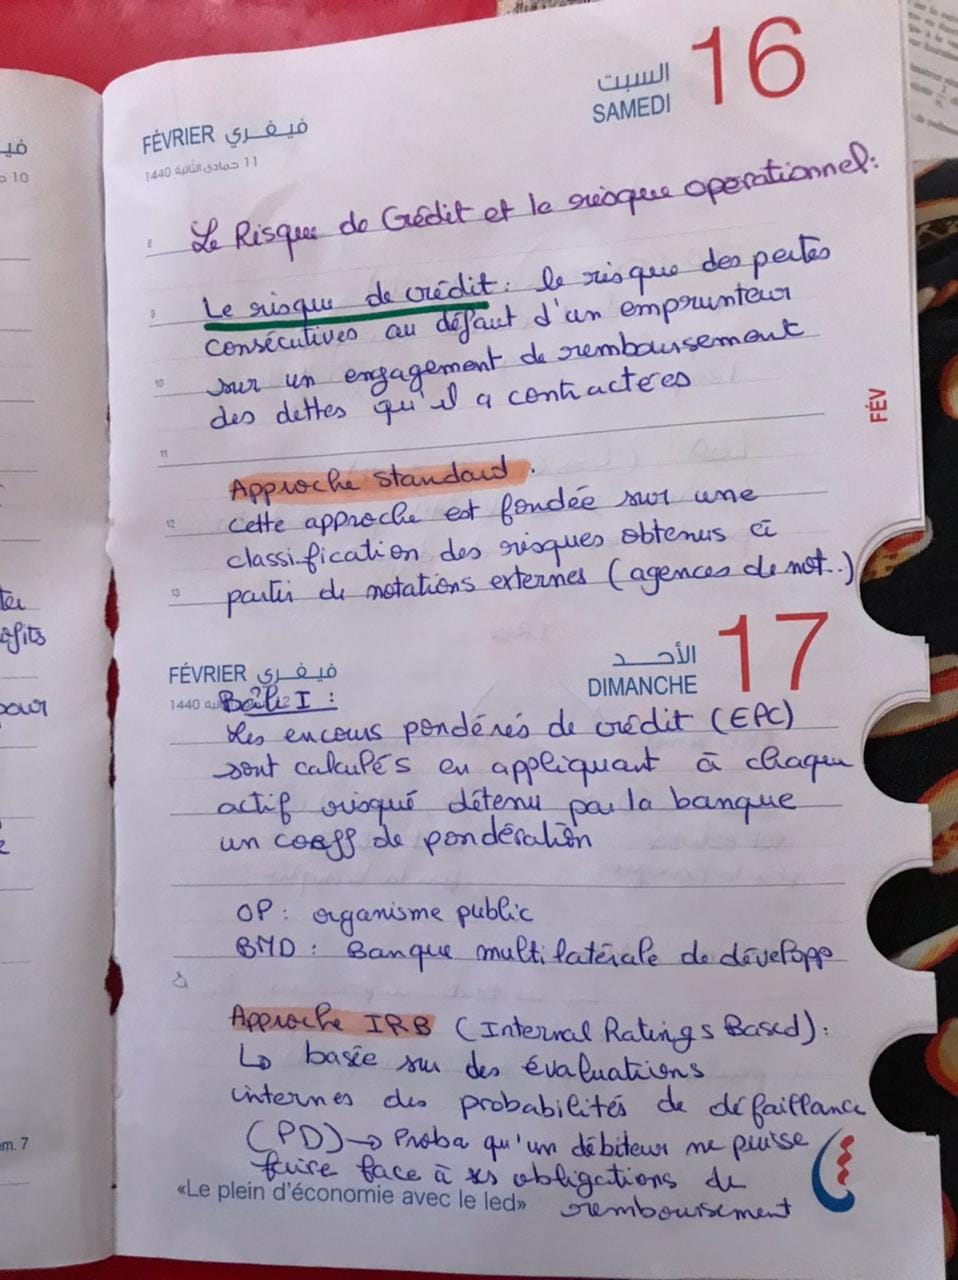 16
السبت
SAMEDI
FÉVRIER فيفري
11 جمادى الثانية 1440
Le Risque de Crédit et le risque operationnel:
8
Le risque de crédit : le risque des pertes
9
consécutives au défaut d'un emprunteur
sur un engagement de remboursement
10
des dettes qu'il a contractées
FÉV
11
Approche Standard.
cette approche est fondée sur une
12
classification des risques obtenus à
partir de notations externes (agences de not..)
13
17
الأحد
DIMANCHE
FÉVRIER فيفري
1440
Bâle I :
Les encours pondérés de crédit (EPC)
sont calculés en appliquant à chaque
actif risqué détenu par la banque
un coeff de pondération
OP : organisme public
BMD : Banque multilatérale de développ
Approche IRB (Internal Ratings Based):
↳ basée sur des évaluations
internes des probabilités de défaillance
(PD) → Proba qu'un débiteur ne puisse
faire face à ses obligations de
remboursement
«Le plein d'économie avec le led»
10
ofits
pour
em. 7